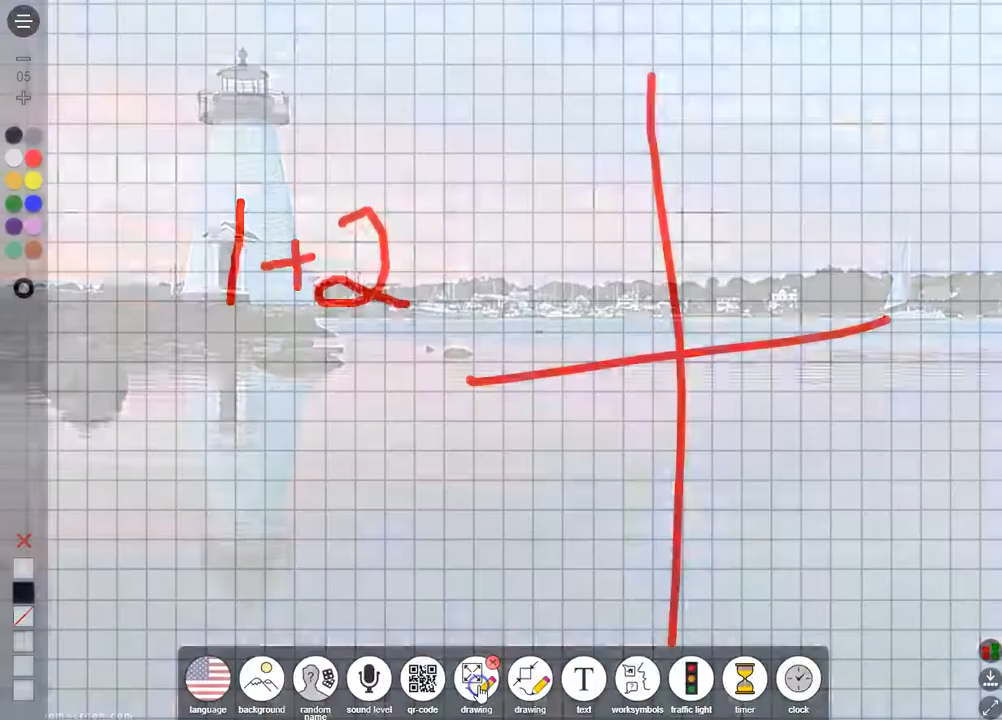 05
1+2
language background random name sound level qr-code drawing drawing text worksymbols traffic light timer clock